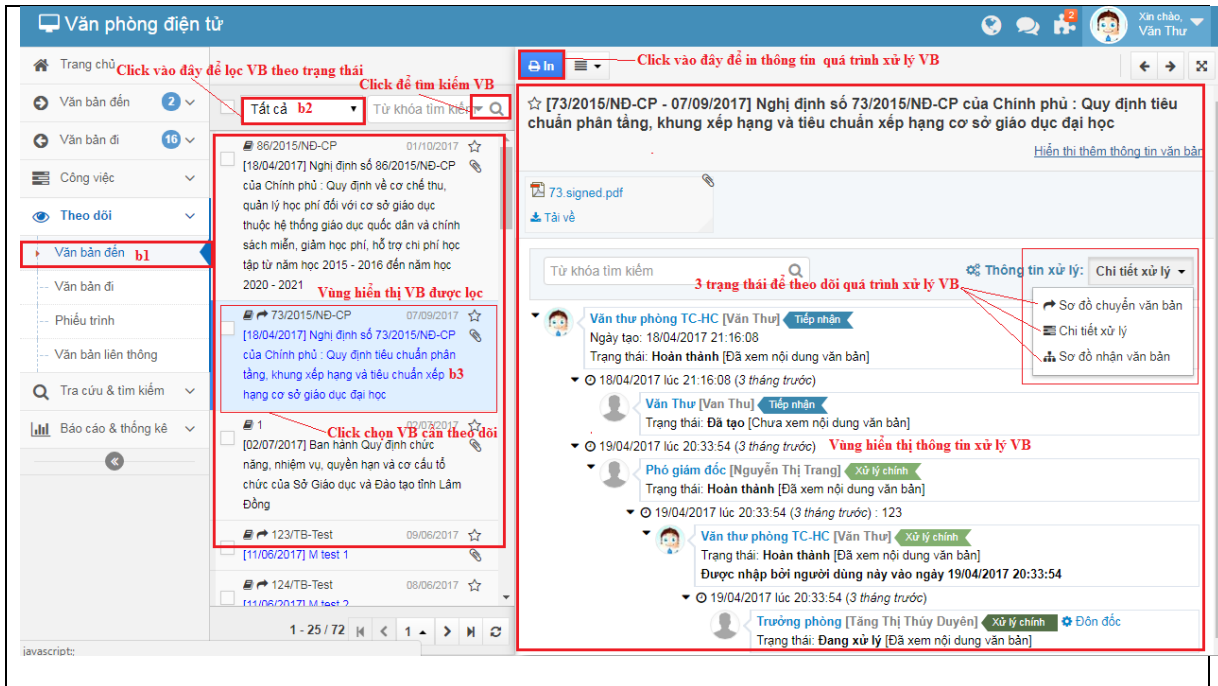 Văn phòng điện tử
2
Xin chào,
Văn Thư
Trang chủ
Văn bản đến 2
Văn bản đi 16
Công việc
Theo dõi
Văn bản đến b1
Văn bản đi
Phiếu trình
Văn bản liên thông
Tra cứu & tìm kiếm
Báo cáo & thống kê
javascript:;
Click vào đây để lọc VB theo trạng thái
Click để tìm kiếm VB
Tất cả b2
Từ khóa tìm kiếm
86/2015/NĐ-CP 01/10/2017
[18/04/2017] Nghị định số 86/2015/NĐ-CP
của Chính phủ : Quy định về cơ chế thu,
quản lý học phí đối với cơ sở giáo dục
thuộc hệ thống giáo dục quốc dân và chính
sách miễn, giảm học phí, hỗ trợ chi phí học
tập từ năm học 2015 - 2016 đến năm học
2020 - 2021
Vùng hiển thị VB được lọc
73/2015/NĐ-CP 07/09/2017
[18/04/2017] Nghị định số 73/2015/NĐ-CP
của Chính phủ : Quy định tiêu chuẩn phân
tầng, khung xếp hạng và tiêu chuẩn xếp b3
hạng cơ sở giáo dục đại học
1 02/07/2017
Click chọn VB cần theo dõi
[02/07/2017] Ban hành Quy định chức
năng, nhiệm vụ, quyền hạn và cơ cấu tổ
chức của Sở Giáo dục và Đào tạo tỉnh Lâm
Đồng
123/TB-Test 09/06/2017
[11/06/2017] M test 1
124/TB-Test 08/06/2017
[11/06/2017] M test 2
1 - 25 / 72 1
In
Click vào đây để in thông tin quá trình xử lý VB
[73/2015/NĐ-CP - 07/09/2017] Nghị định số 73/2015/NĐ-CP của Chính phủ : Quy định tiêu
chuẩn phân tầng, khung xếp hạng và tiêu chuẩn xếp hạng cơ sở giáo dục đại học
Hiển thị thêm thông tin văn bản
73.signed.pdf
Tải về
Từ khóa tìm kiếm
Thông tin xử lý: Chi tiết xử lý
3 trạng thái để theo dõi quá trình xử lý VB
Sơ đồ chuyển văn bản
Chi tiết xử lý
Sơ đồ nhận văn bản
Văn thư phòng TC-HC [Văn Thư] Tiếp nhận
Ngày tạo: 18/04/2017 21:16:08
Trạng thái: Hoàn thành [Đã xem nội dung văn bản]
18/04/2017 lúc 21:16:08 (3 tháng trước)
Văn Thư [Van Thu] Tiếp nhận
Trạng thái: Đã tạo [Chưa xem nội dung văn bản]
19/04/2017 lúc 20:33:54 (3 tháng trước)
Vùng hiển thị thông tin xử lý VB
Phó giám đốc [Nguyễn Thị Trang] Xử lý chính
Trạng thái: Hoàn thành [Đã xem nội dung văn bản]
19/04/2017 lúc 20:33:54 (3 tháng trước) : 123
Văn thư phòng TC-HC [Văn Thư] Xử lý chính
Trạng thái: Hoàn thành [Đã xem nội dung văn bản]
Được nhập bởi người dùng này vào ngày 19/04/2017 20:33:54
19/04/2017 lúc 20:33:54 (3 tháng trước)
Trưởng phòng [Tăng Thị Thúy Duyên] Xử lý chính Đôn đốc
Trạng thái: Đang xử lý [Đã xem nội dung văn bản]